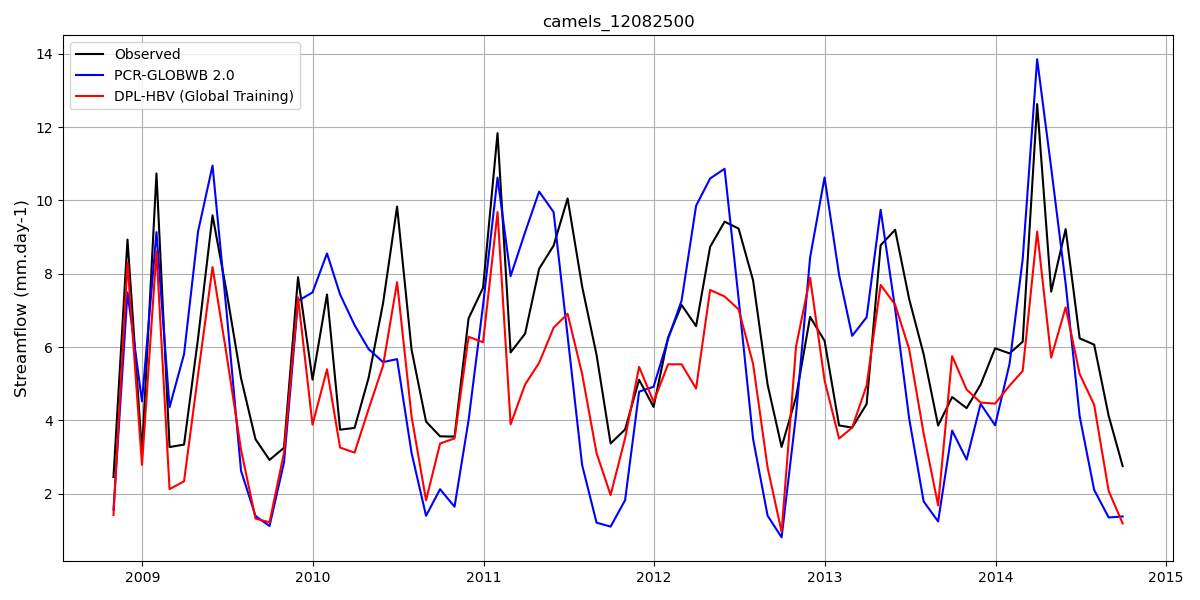 camels_12082500
Observed
PCR-GLOBWB 2.0
DPL-HBV (Global Training)
Streamflow (mm.day-1)
14
12
10
8
6
4
2
2009 2010 2011 2012 2013 2014 2015